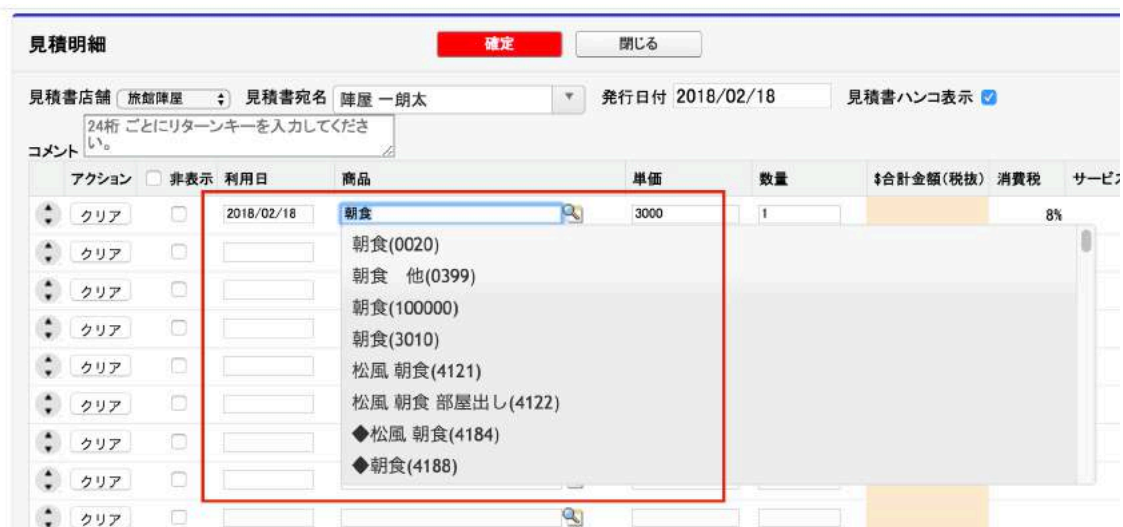 見積明細 確定 閉じる
見積書店舗 旅館陣屋 見積書宛名 陣屋 一朗太 発行日付 2018/02/18 見積書ハンコ表示
コメント 24桁 ごとにリターンキーを入力してくださ
い。
アクション 非表示 利用日 商品 単価 数量 $合計金額(税抜) 消費税 サービス
クリア 2018/02/18 朝食 3000 1 8%
クリア 朝食(0020)
クリア 朝食 他(0399)
朝食(100000)
クリア 朝食(3010)
クリア 松風 朝食(4121)
クリア 松風 朝食 部屋出し(4122)
クリア ◆松風 朝食(4184)
クリア ◆朝食(4188)
クリア